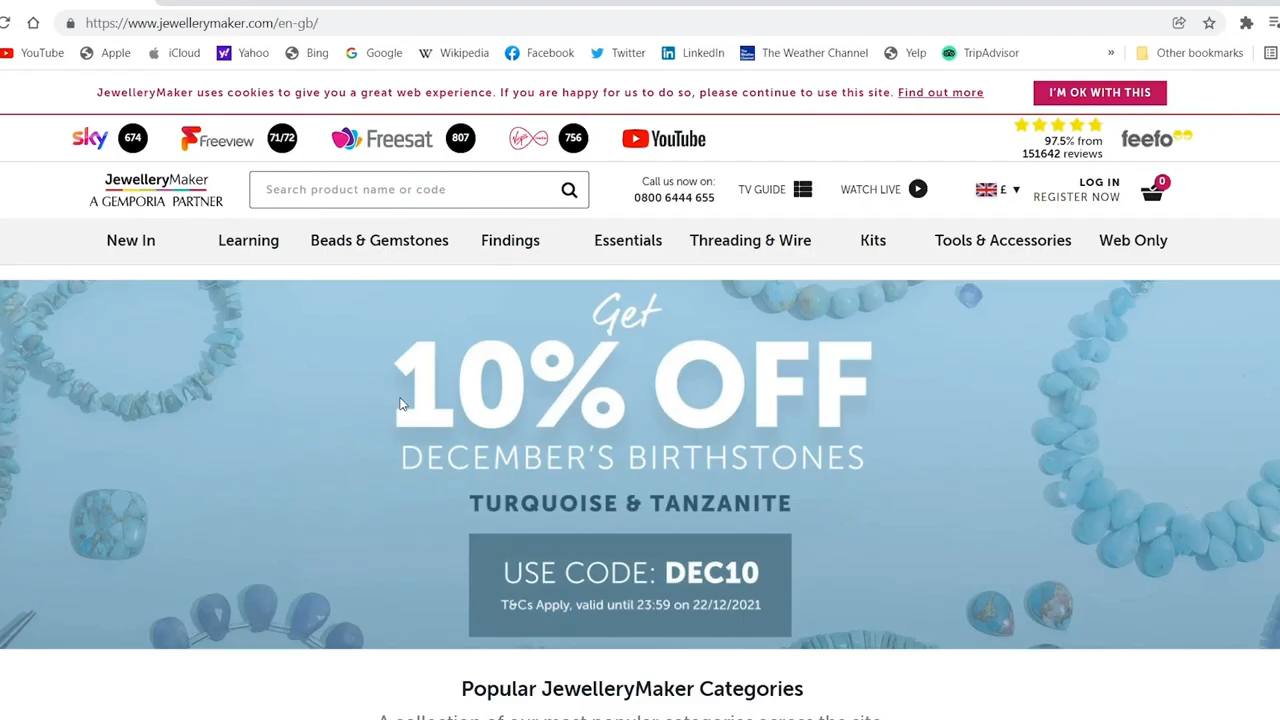 https://www.jewellerymaker.com/en-gb/
YouTube Apple iCloud Yahoo Bing Google Wikipedia Facebook Twitter LinkedIn The Weather Channel Yelp TripAdvisor » Other bookmarks
JewelleryMaker uses cookies to give you a great web experience. If you are happy for us to do so, please continue to use this site. Find out more
I'M OK WITH THIS
sky 674 Freeview 71/72 Freesat 807 756 YouTube
97.5% from
151642 reviews
feefo
JewelleryMaker
A GEMPORIA PARTNER
Search product name or code
Call us now on:
0800 6444 655
TV GUIDE
WATCH LIVE
£ ▼
LOG IN
REGISTER NOW
0
New In Learning Beads & Gemstones Findings Essentials Threading & Wire Kits Tools & Accessories Web Only
Get
10% OFF
DECEMBER'S BIRTHSTONES
TURQUOISE & TANZANITE
USE CODE: DEC10
T&Cs Apply, valid until 23:59 on 22/12/2021
Popular JewelleryMaker Categories
A collection of our most popular categories across the site